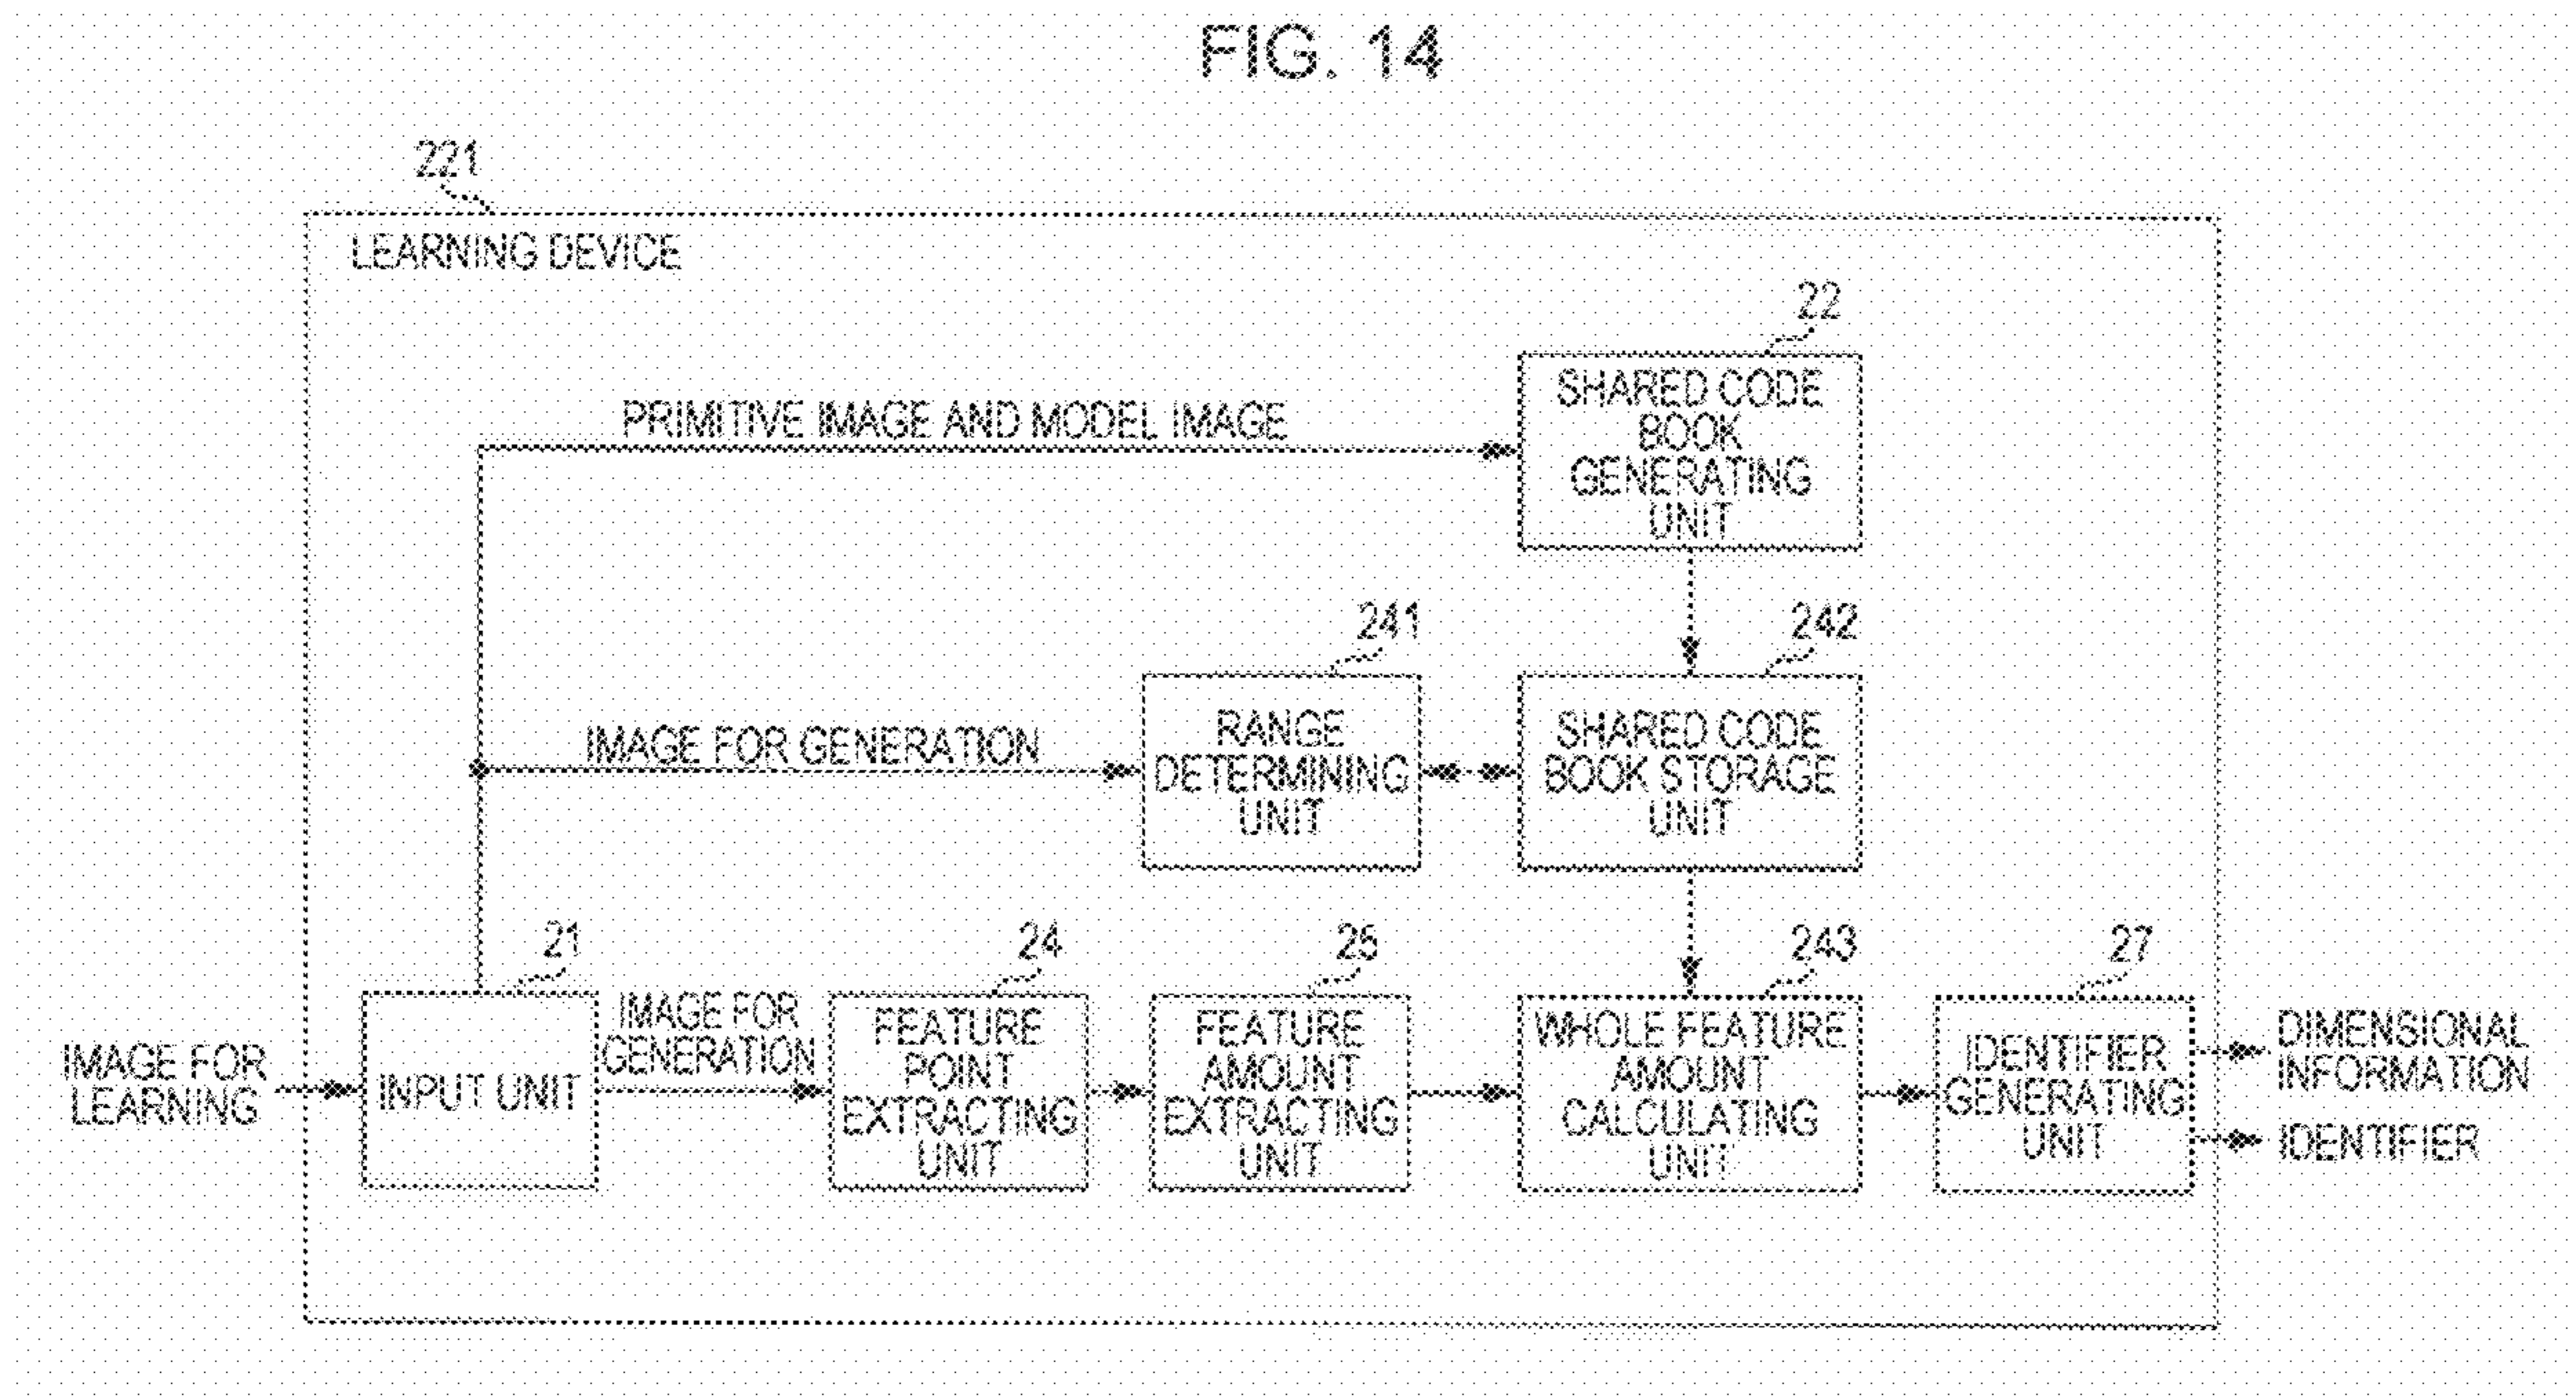 FIG. 14
221
LEARNING DEVICE
22
SHARED CODE
BOOK
GENERATING
UNIT
PRIMITIVE IMAGE AND MODEL IMAGE
241
242
IMAGE FOR GENERATION
RANGE
DETERMINING
UNIT
SHARED CODE
BOOK STORAGE
UNIT
21
24
25
243
27
IMAGE FOR
LEARNING
INPUT UNIT
IMAGE FOR
GENERATION
FEATURE
POINT
EXTRACTING
UNIT
FEATURE
AMOUNT
EXTRACTING
UNIT
WHOLE FEATURE
AMOUNT
CALCULATING
UNIT
IDENTIFIER
GENERATING
UNIT
DIMENSIONAL
INFORMATION
IDENTIFIER